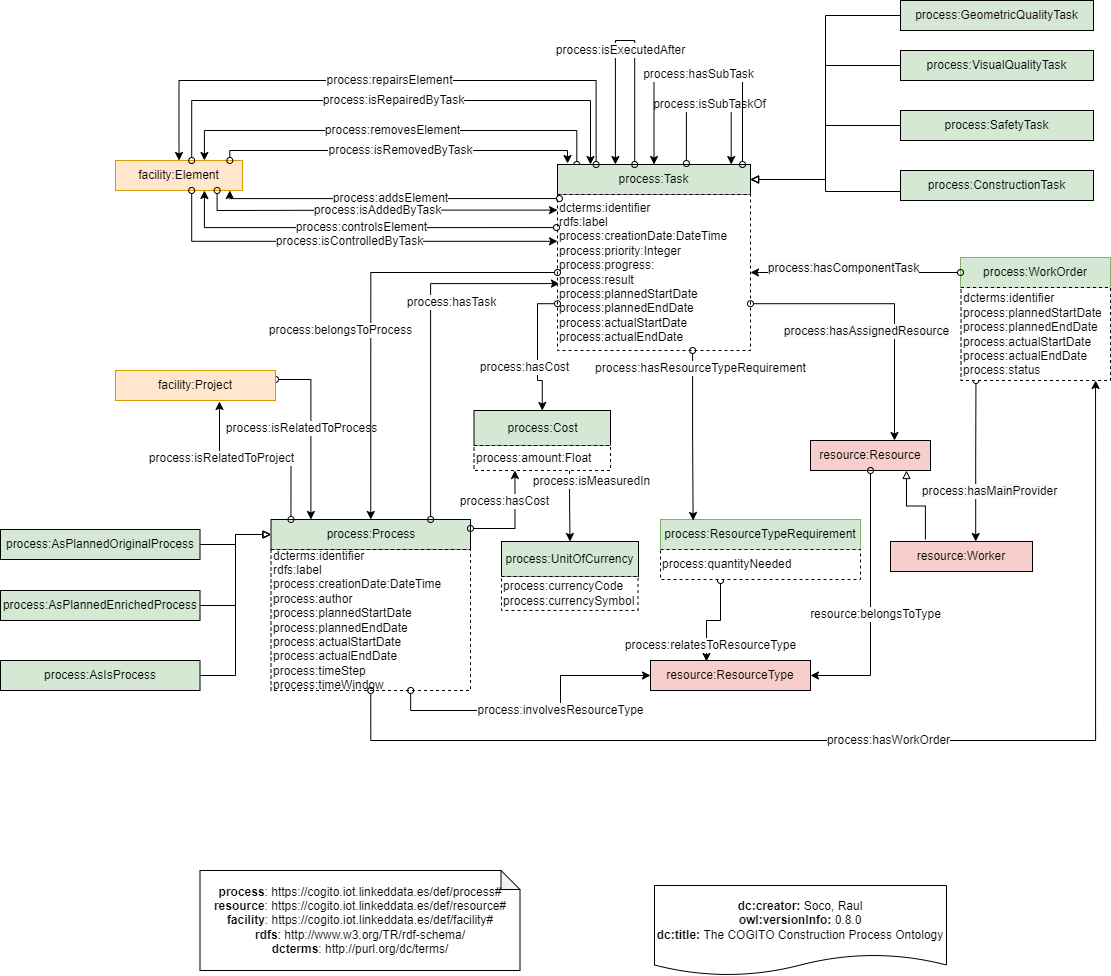 process:GeometricQualityTask
process:isExecutedAfter
process:VisualQualityTask
process:repairsElement
process:hasSubTask
process:isRepairedByTask
process:isSubTaskOf
process:removesElement
process:SafetyTask
process:isRemovedByTask
facility:Element
process:Task
process:ConstructionTask
process:addsElement
process:isAddedByTask
process:controlsElement
process:isControlledByTask
dcterms:identifier
rdfs:label
process:creationDate:DateTime
process:priority:Integer
process:progress:
process:result
process:plannedStartDate
process:plannedEndDate
process:actualStartDate
process:actualEndDate
process:hasComponentTask
process:WorkOrder
dcterms:identifier
process:plannedStartDate
process:plannedEndDate
process:actualStartDate
process:actualEndDate
process:status
process:hasTask
process:belongsToProcess
process:hasAssignedResource
process:hasCost
process:hasResourceTypeRequirement
facility:Project
process:isRelatedToProcess
process:isRelatedToProject
process:Cost
process:amount:Float
process:isMeasuredIn
process:hasCost
resource:Resource
process:hasMainProvider
process:AsPlannedOriginalProcess
process:Process
process:UnitOfCurrency
process:currencyCode
process:currencySymbol
process:ResourceTypeRequirement
process:quantityNeeded
resource:Worker
dcterms:identifier
rdfs:label
process:creationDate:DateTime
process:author
process:plannedStartDate
process:plannedEndDate
process:actualStartDate
process:actualEndDate
process:timeStep
process:timeWindow
process:AsPlannedEnrichedProcess
process:AsIsProcess
resource:belongsToType
process:relatesToResourceType
resource:ResourceType
process:involvesResourceType
process:hasWorkOrder
process: https://cogito.iot.linkeddata.es/def/process#
resource: https://cogito.iot.linkeddata.es/def/resource#
facility: https://cogito.iot.linkeddata.es/def/facility#
rdfs: http://www.w3.org/TR/rdf-schema/
dcterms: http://purl.org/dc/terms/
dc:creator: Soco, Raul
owl:versionInfo: 0.8.0
dc:title: The COGITO Construction Process Ontology